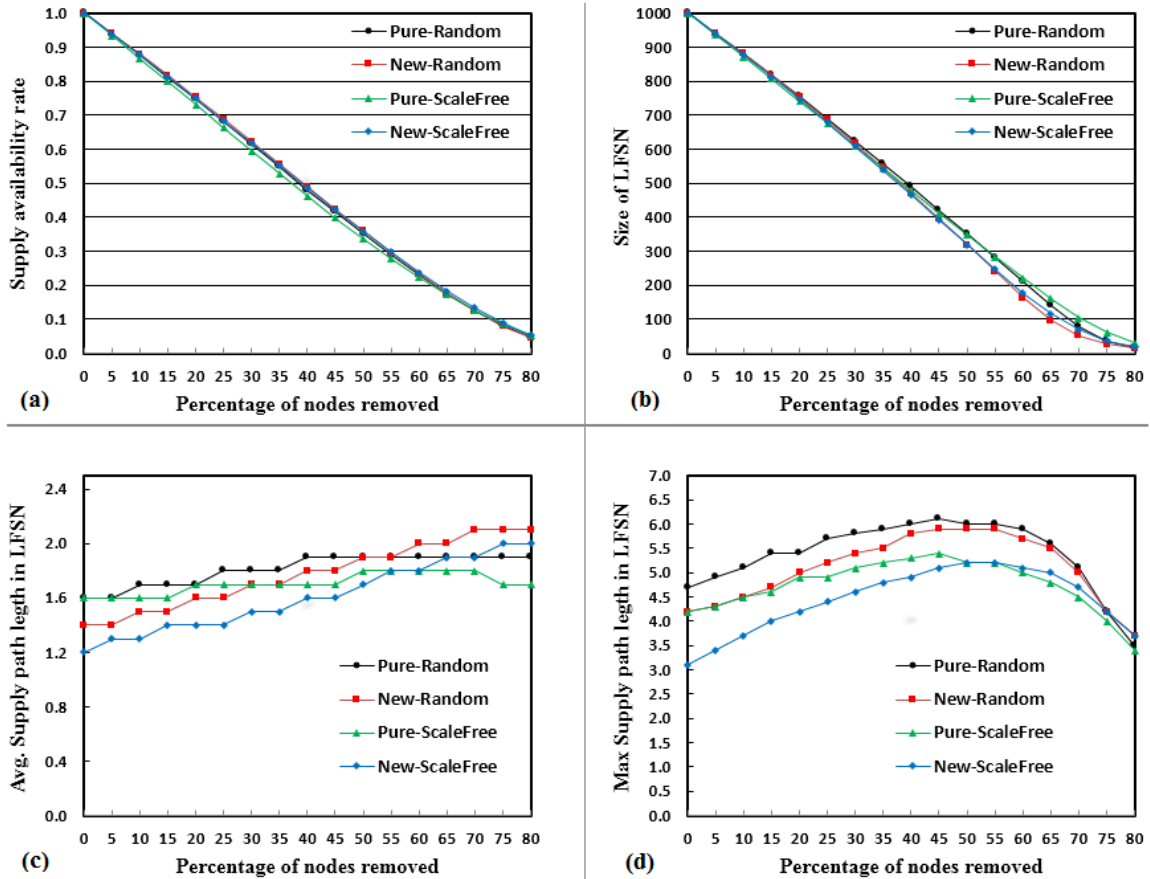 1.0
0.9
0.8
0.7
0.6
0.5
0.4
0.3
0.2
0.1
0.0
Supply availability rate
Pure-Random
New-Random
Pure-ScaleFree
New-ScaleFree
0 5 10 15 20 25 30 35 40 45 50 55 60 65 70 75 80
(a) Percentage of nodes removed
1000
900
800
700
600
500
400
300
200
100
0
Size of LFSN
Pure-Random
New-Random
Pure-ScaleFree
New-ScaleFree
0 5 10 15 20 25 30 35 40 45 50 55 60 65 70 75 80
(b) Percentage of nodes removed
2.4
2.0
1.6
1.2
0.8
0.4
0.0
Avg. Supply path legth in LFSN
Pure-Random
New-Random
Pure-ScaleFree
New-ScaleFree
0 5 10 15 20 25 30 35 40 45 50 55 60 65 70 75 80
(c) Percentage of nodes removed
7.0
6.5
6.0
5.5
5.0
4.5
4.0
3.5
3.0
2.5
2.0
1.5
1.0
0.5
0.0
Max Supply path legth in LFSN
Pure-Random
New-Random
Pure-ScaleFree
New-ScaleFree
0 5 10 15 20 25 30 35 40 45 50 55 60 65 70 75 80
(d) Percentage of nodes removed